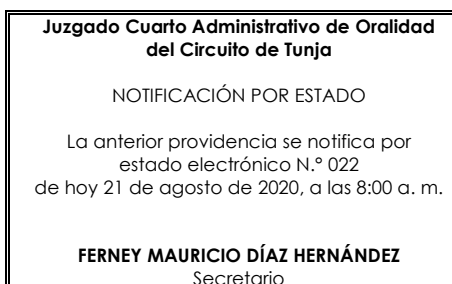 Juzgado Cuarto Administrativo de Oralidad
del Circuito de Tunja
NOTIFICACIÓN POR ESTADO
La anterior providencia se notifica por
estado electrónico N.° 022
de hoy 21 de agosto de 2020, a las 8:00 a. m.
FERNEY MAURICIO DÍAZ HERNÁNDEZ
Secretario